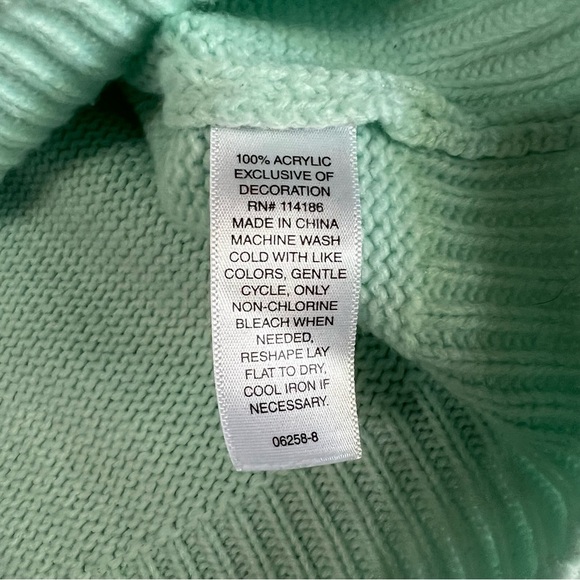 100% ACRYLIC
EXCLUSIVE OF
DECORATION
RN# 114186
MADE IN CHINA
MACHINE WASH
COLD WITH LIKE
COLORS, GENTLE
CYCLE, ONLY
NON-CHLORINE
BLEACH WHEN
NEEDED,
RESHAPE LAY
FLAT TO DRY,
COOL IRON IF
NECESSARY.
06258-8